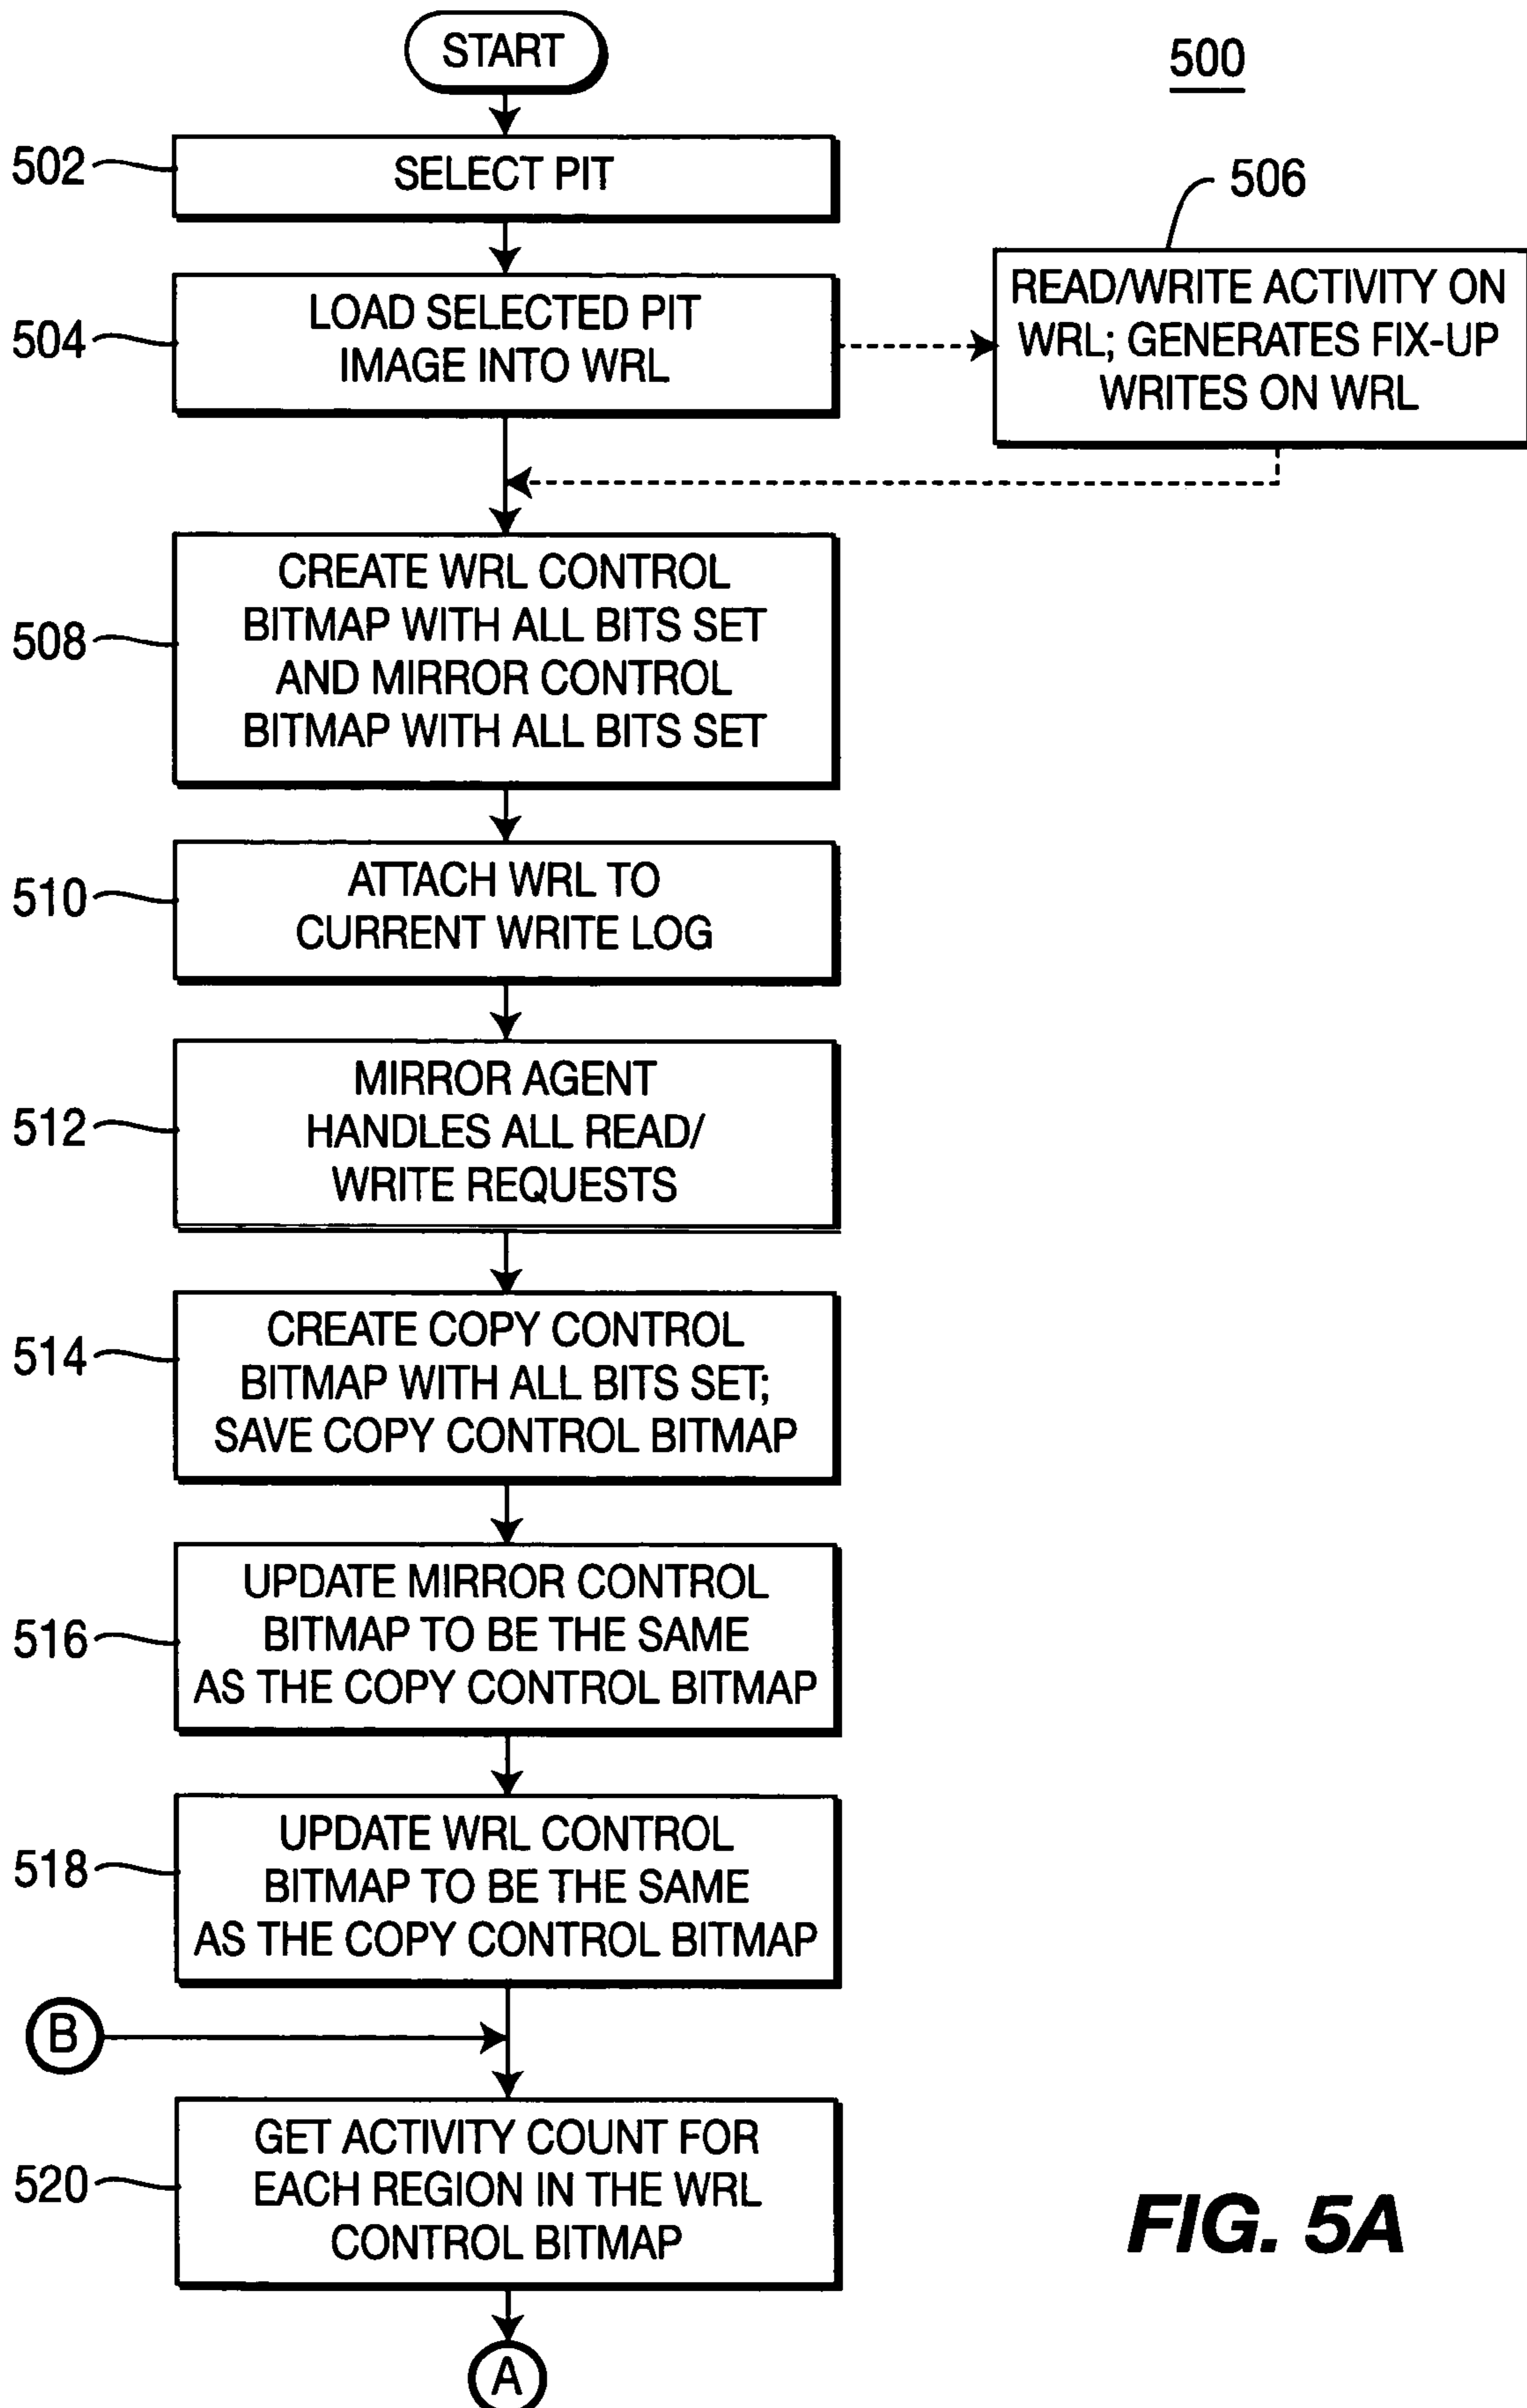 START
500
502
SELECT PIT
506
504
LOAD SELECTED PIT
IMAGE INTO WRL
READ/WRITE ACTIVITY ON
WRL; GENERATES FIX-UP
WRITES ON WRL
508
CREATE WRL CONTROL
BITMAP WITH ALL BITS SET
AND MIRROR CONTROL
BITMAP WITH ALL BITS SET
510
ATTACH WRL TO
CURRENT WRITE LOG
512
MIRROR AGENT
HANDLES ALL READ/
WRITE REQUESTS
514
CREATE COPY CONTROL
BITMAP WITH ALL BITS SET;
SAVE COPY CONTROL BITMAP
516
UPDATE MIRROR CONTROL
BITMAP TO BE THE SAME
AS THE COPY CONTROL BITMAP
518
UPDATE WRL CONTROL
BITMAP TO BE THE SAME
AS THE COPY CONTROL BITMAP
B
520
GET ACTIVITY COUNT FOR
EACH REGION IN THE WRL
CONTROL BITMAP
FIG. 5A
A